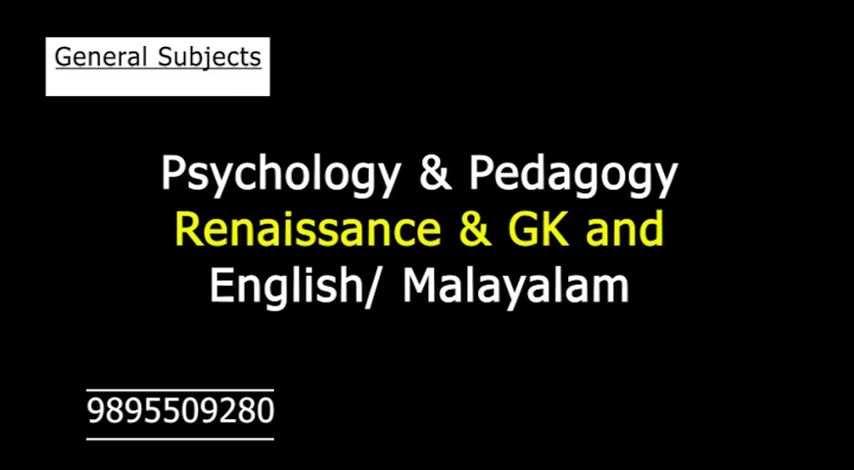 General Subjects
Psychology & Pedagogy
Renaissance & GK and
English/ Malayalam
9895509280